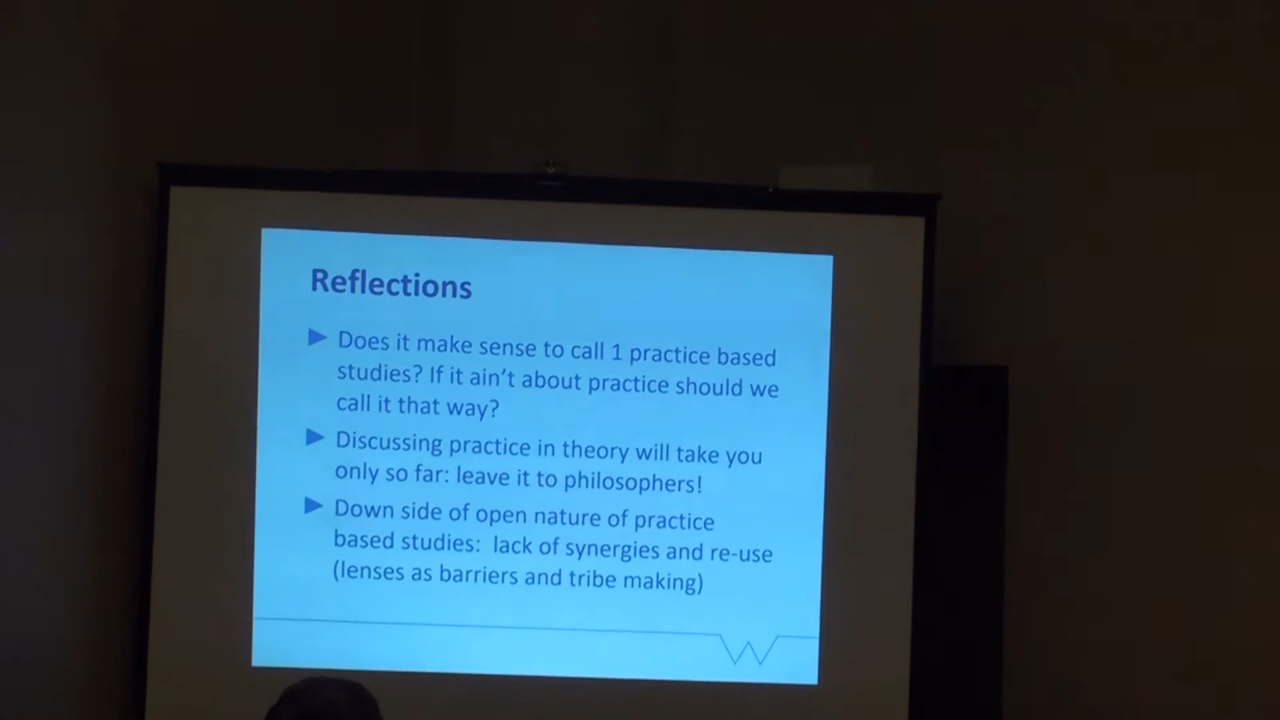 Reflections
Does it make sense to call 1 practice based
studies? If it ain't about practice should we
call it that way?
Discussing practice in theory will take you
only so far: leave it to philosophers!
Down side of open nature of practice
based studies: lack of synergies and re-use
(lenses as barriers and tribe making)